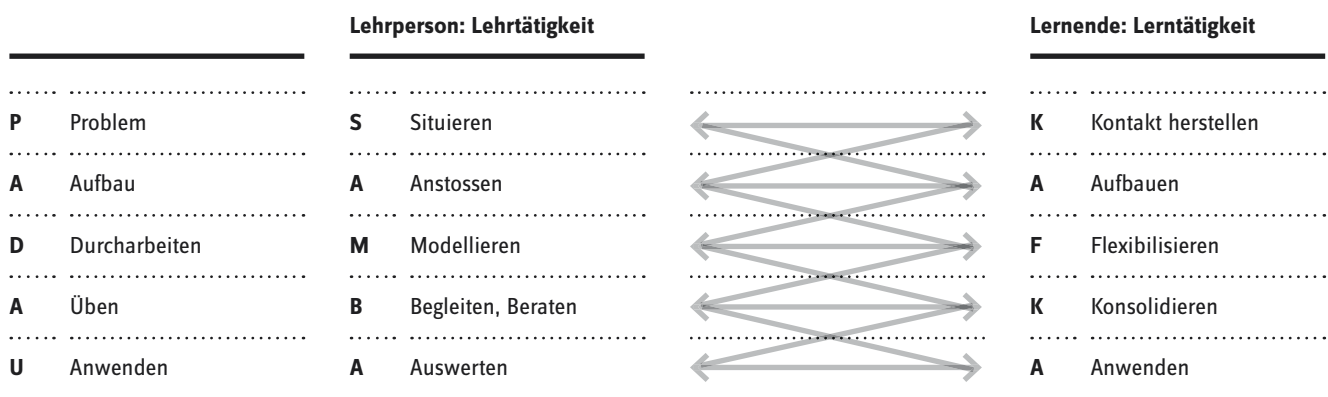 Lehrperson: Lehrtätigkeit Lernende: Lerntätigkeit
P Problem S Situieren K Kontakt herstellen
A Aufbau A Anstossen A Aufbauen
D Durcharbeiten M Modellieren F Flexibilisieren
A Üben B Begleiten, Beraten K Konsolidieren
U Anwenden A Auswerten A Anwenden